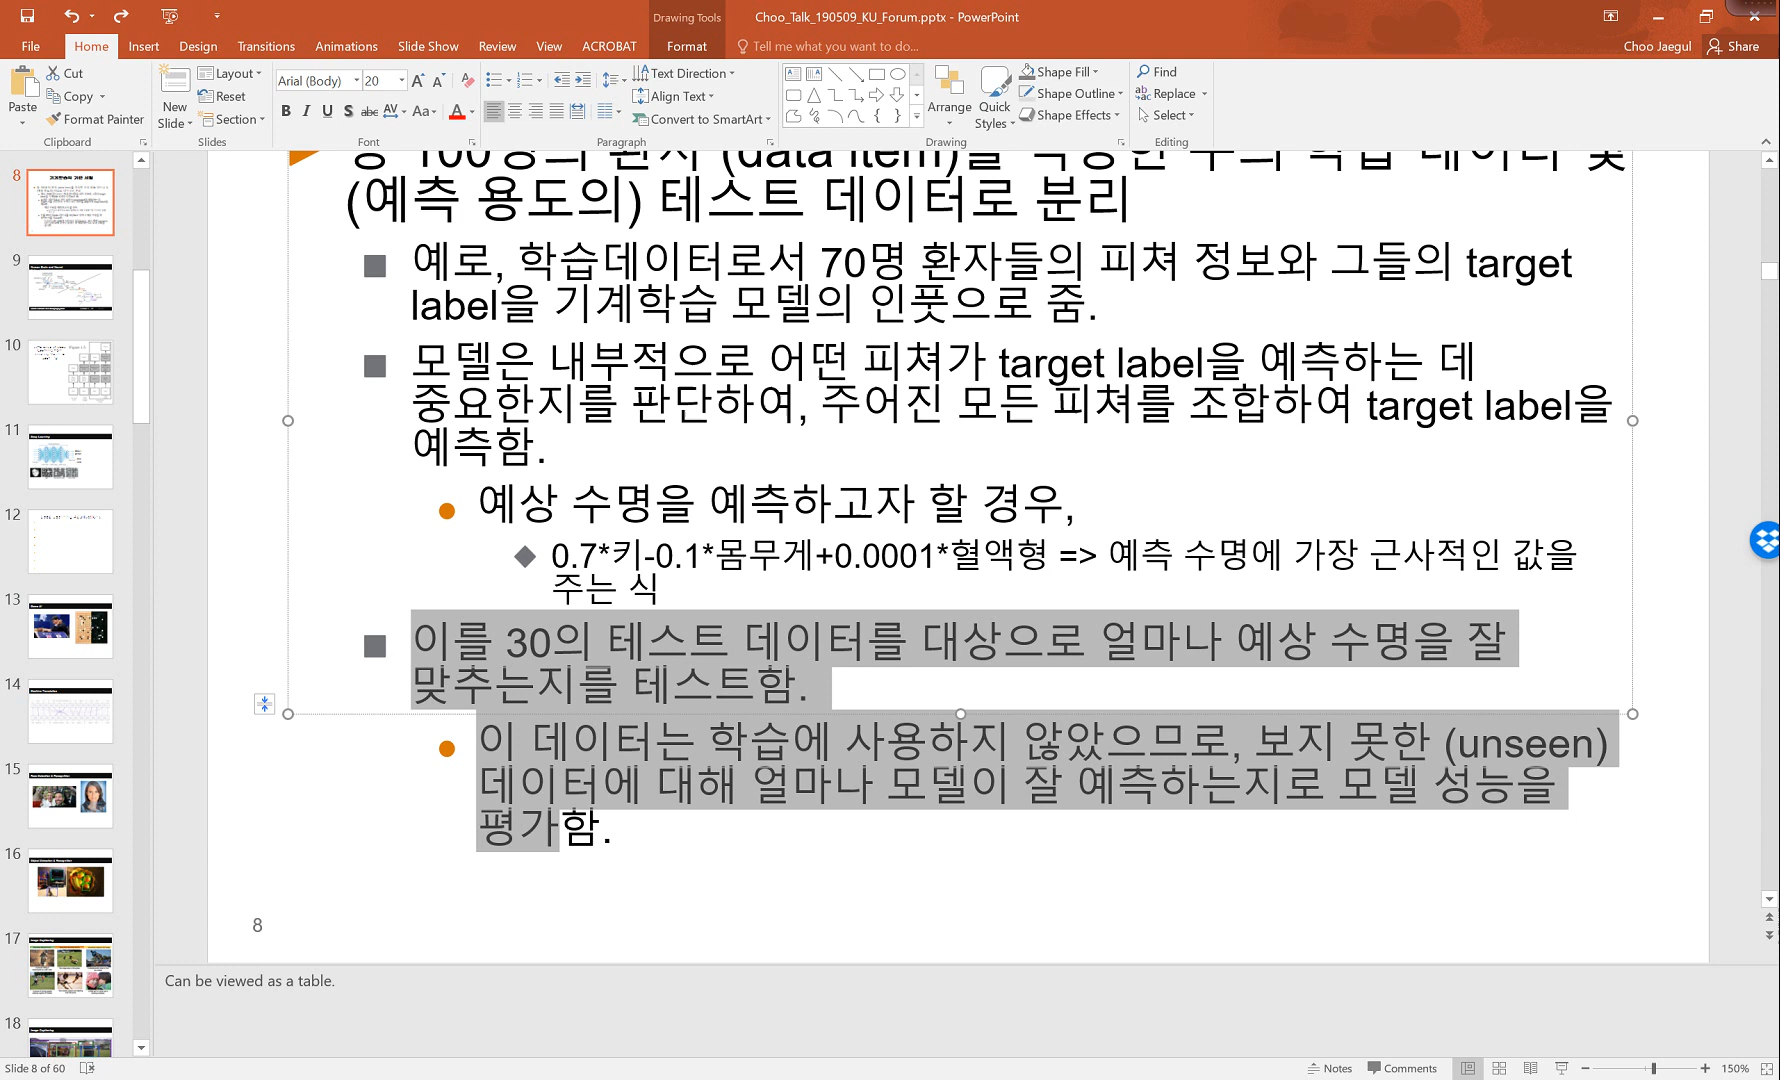 Drawing Tools
Choo_Talk_190509_KU_Forum.pptx - PowerPoint
File Home Insert Design Transitions Animations Slide Show Review View ACROBAT Format Tell me what you want to do... Choo Jaegul Share
Paste
Cut
Copy
Format Painter
Clipboard
New Slide
Layout
Reset
Section
Slides
Arial (Body) 20
B I U S abc AV Aa A
Font
Text Direction
Align Text
Convert to SmartArt
Paragraph
Arrange
Quick Styles
Shape Fill
Shape Outline
Shape Effects
Drawing
Find
Replace
Select
Editing
8
9
10
11
12
13
14
15
16
17
18
100명의 환자 (data item)를
(예측 용도의) 테스트 데이터로 분리
예로, 학습데이터로서 70명 환자들의 피쳐 정보와 그들의 target
label을 기계학습 모델의 인풋으로 줌.
모델은 내부적으로 어떤 피쳐가 target label을 예측하는 데
중요한지를 판단하여, 주어진 모든 피쳐를 조합하여 target label을
예측함.
예상 수명을 예측하고자 할 경우,
0.7*키-0.1*몸무게+0.0001*혈액형 => 예측 수명에 가장 근사적인 값을
주는 식
이를 30의 테스트 데이터를 대상으로 얼마나 예상 수명을 잘
맞추는지를 테스트함.
이 데이터는 학습에 사용하지 않았으므로, 보지 못한 (unseen)
데이터에 대해 얼마나 모델이 잘 예측하는지로 모델 성능을
평가함.
8
Can be viewed as a table.
Slide 8 of 60
Notes Comments 150%